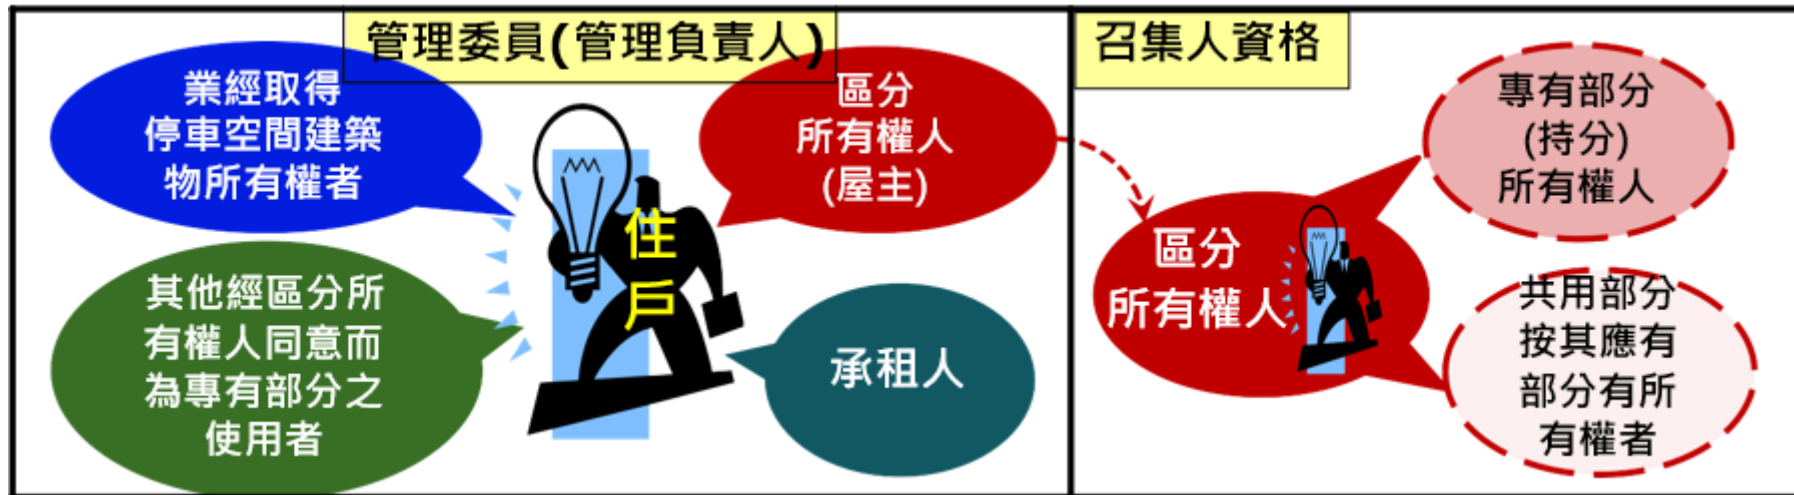 管理委員(管理負責人)
業經取得
停車空間建築
物所有權者
區分
所有權人
(屋主)
住
戶
其他經區分所
有權人同意而
為專有部分之
使用者
承租人
召集人資格
區分
所有權人
專有部分
(持分)
所有權人
共用部分
按其應有
部分有所
有權者